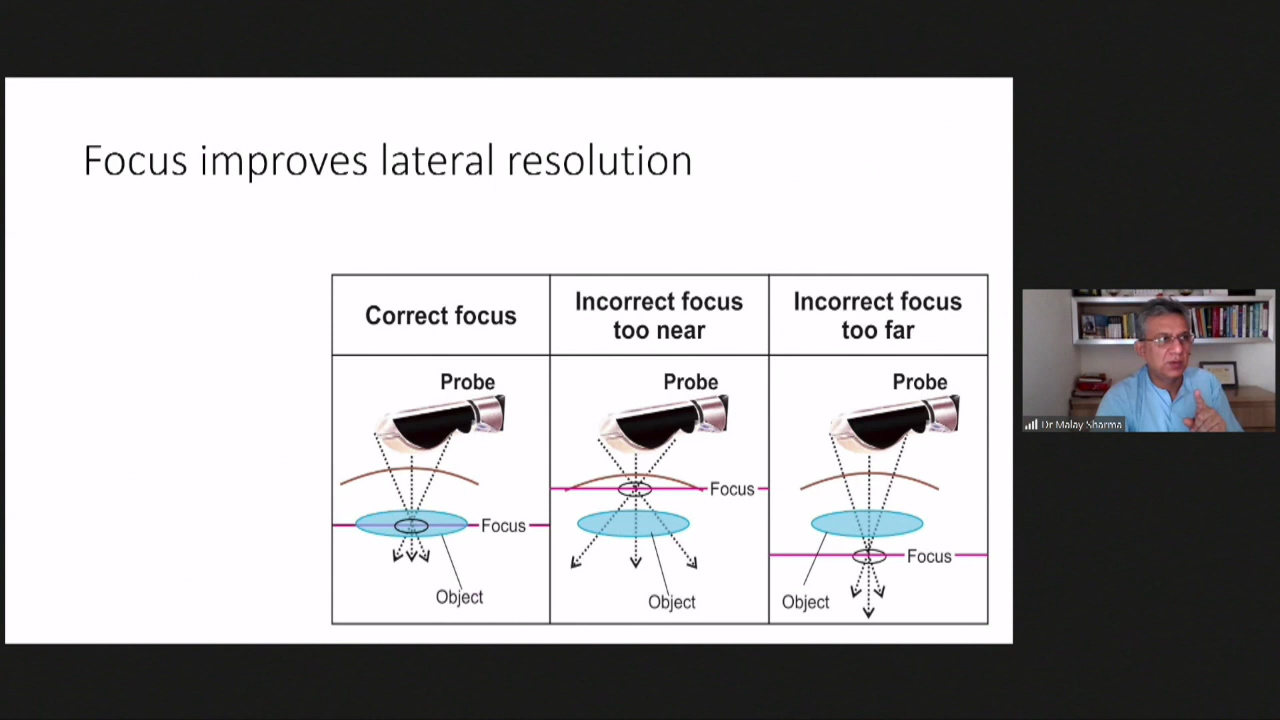 Focus improves lateral resolution
Correct focus
Incorrect focus
too near
Incorrect focus
too far
Probe
Probe
Probe
Focus
Focus
Focus
Object
Object
Object
Dr Malay Sharma